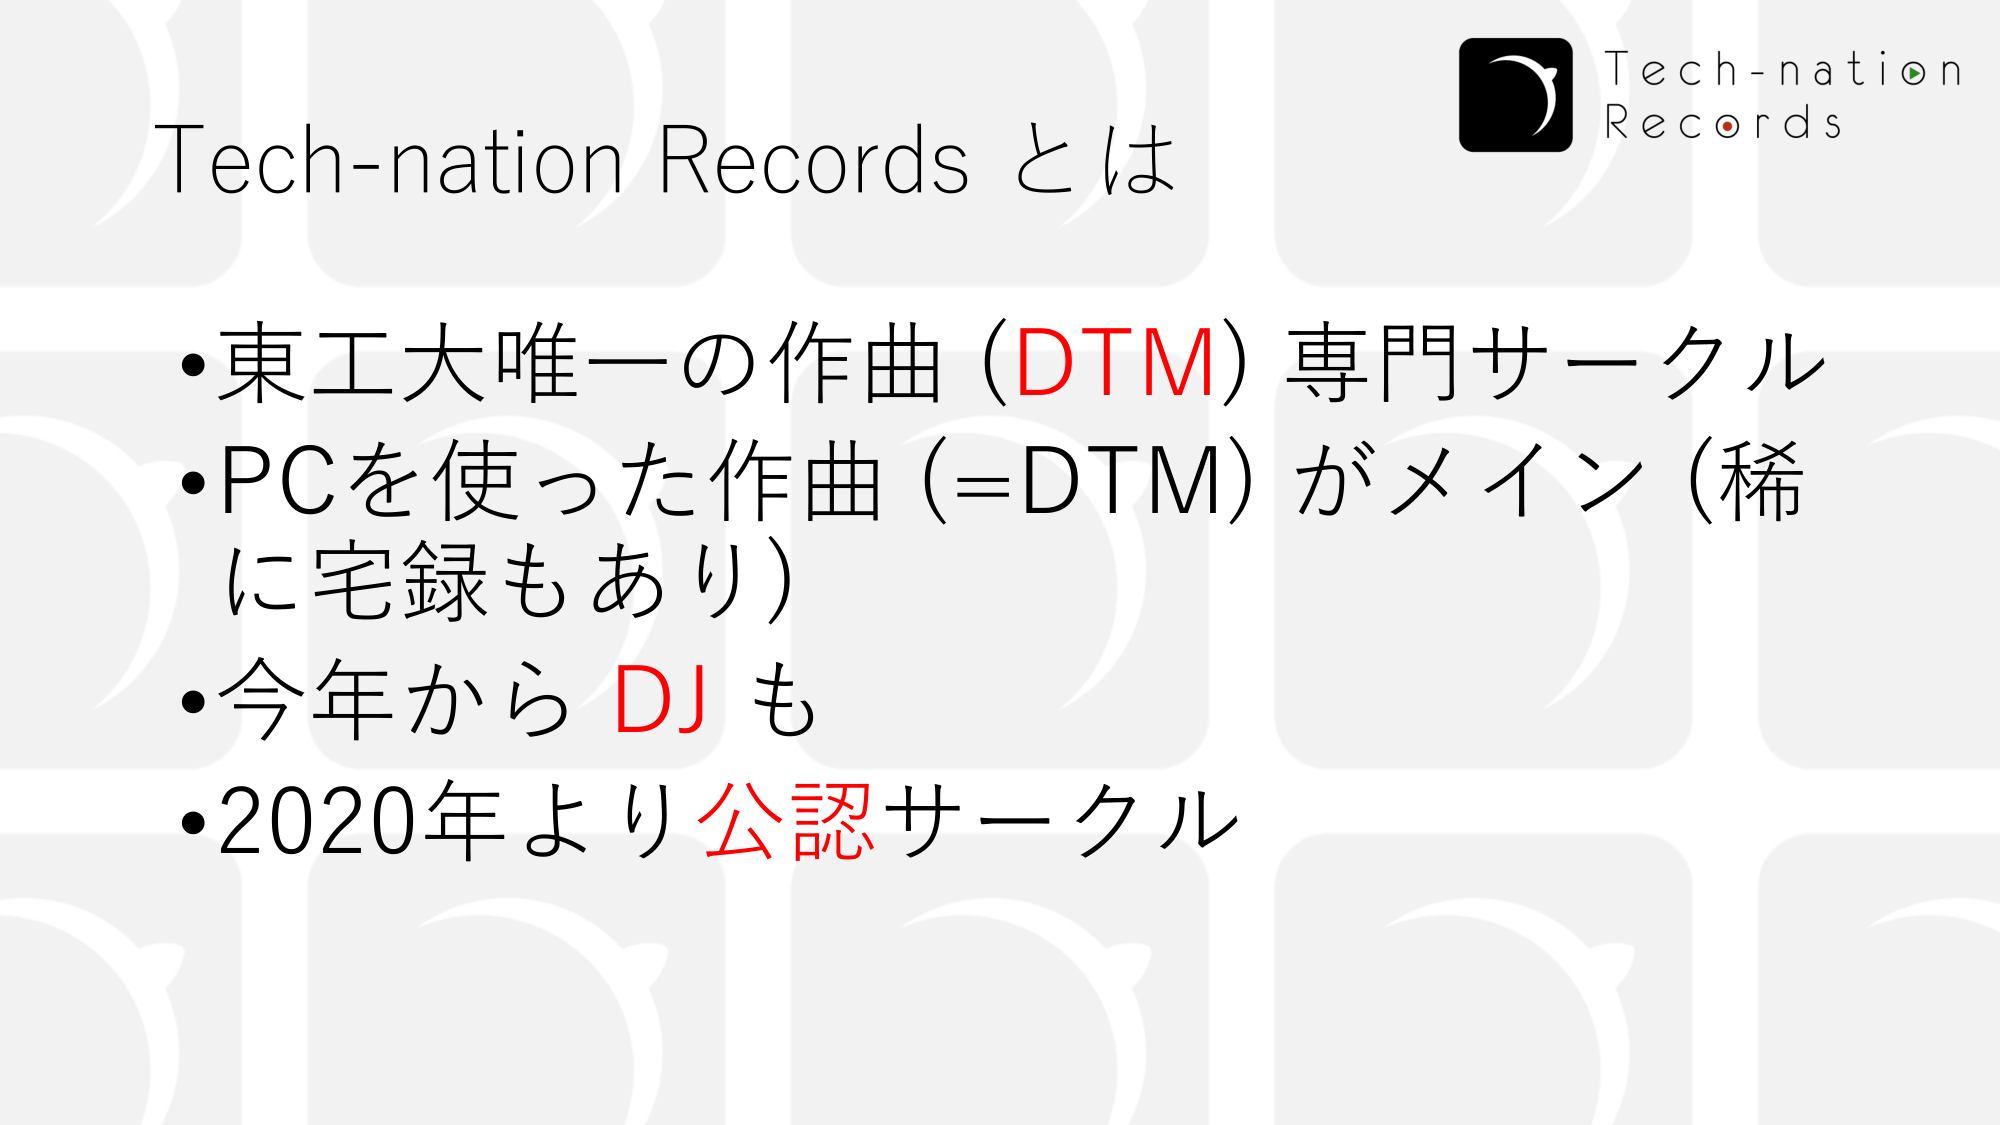 Tech-nation
Records
Tech-nation Records とは
•東工大唯一の作曲 (DTM) 専門サークル
•PCを使った作曲 (=DTM) がメイン (稀
に宅録もあり)
•今年から DJ も
•2020年より公認サークル